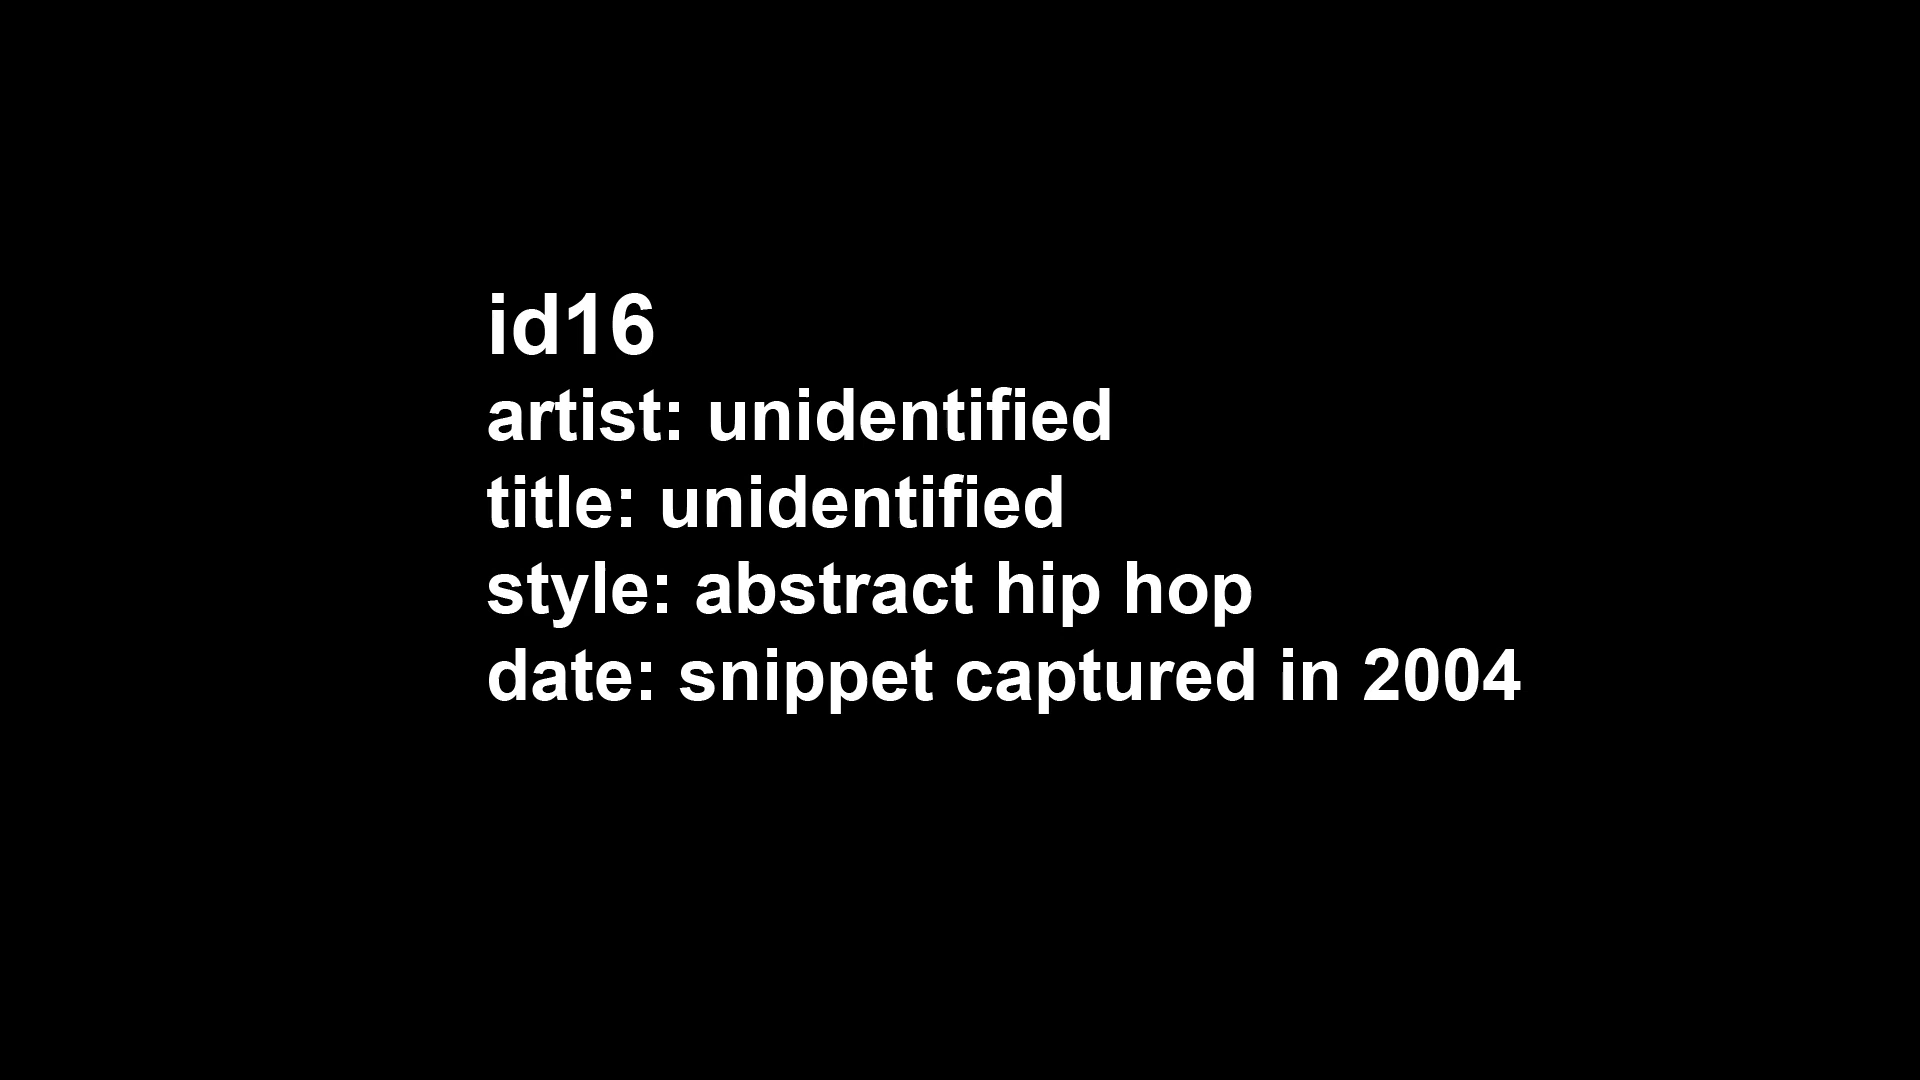 id16
artist: unidentified
title: unidentified
style: abstract hip hop
date: snippet captured in 2004